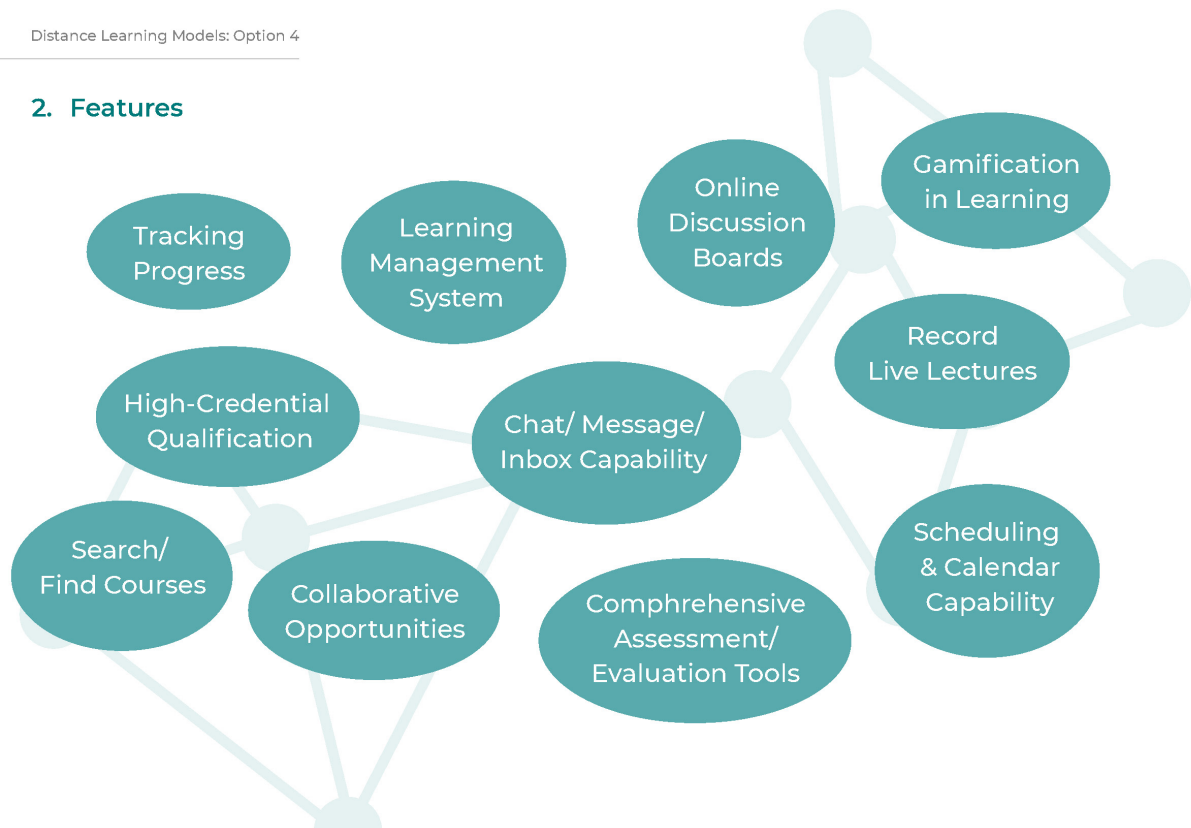 Distance Learning Models: Option 4
2. Features
Tracking
Progress
Learning
Management
System
Online
Discussion
Boards
Gamification
in Learning
Record
Live Lectures
High-Credential
Qualification
Chat/ Message/
Inbox Capability
Search/
Find Courses
Collaborative
Opportunities
Comphrehensive
Assessment/
Evaluation Tools
Scheduling
& Calendar
Capability